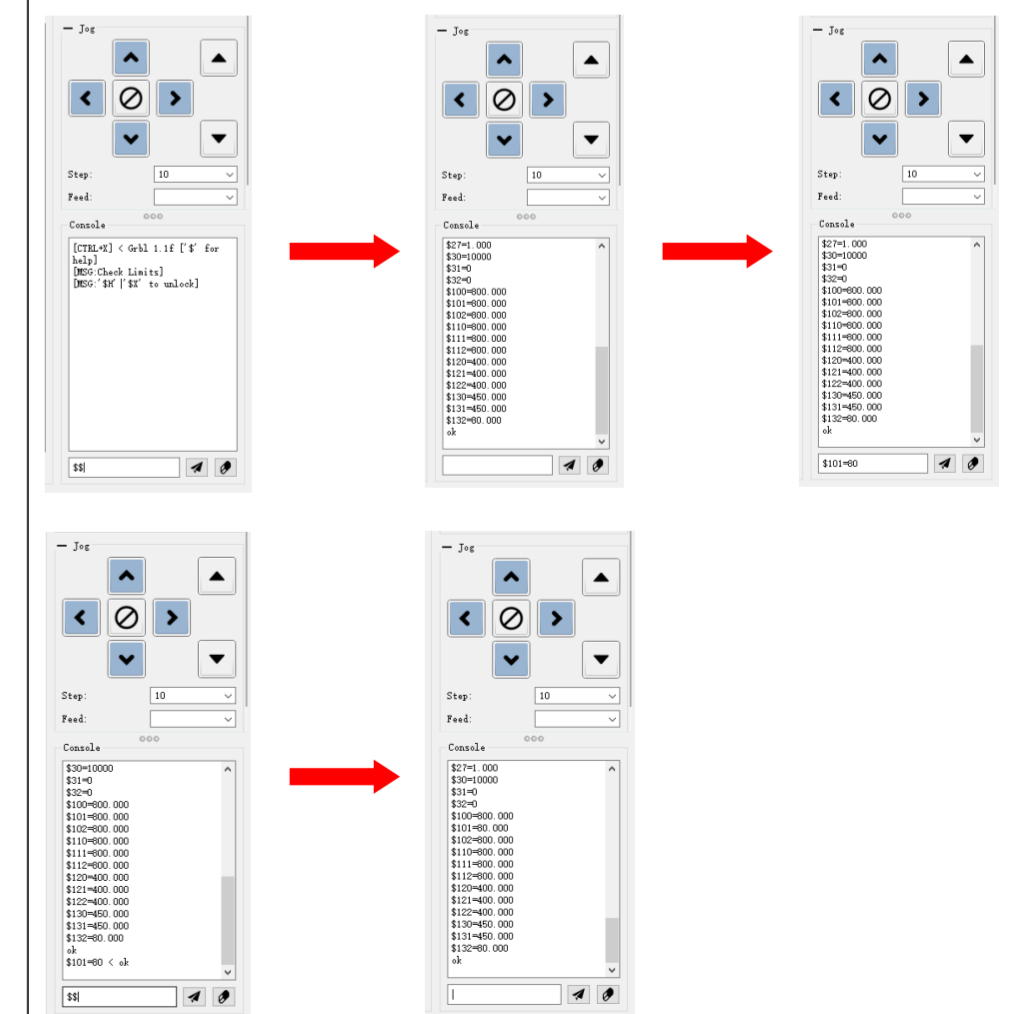 Jog
Step:
10
Feed:
Console
[CTRL+X] < Grbl 1.1f ['$' for
help]
[MSG:Check Limits]
[MSG:'$H'|'$X' to unlock]
$$
Jog
Step:
10
Feed:
Console
$27=1.000
$30=10000
$31=0
$32=0
$100=800.000
$101=800.000
$102=800.000
$110=800.000
$111=800.000
$112=800.000
$120=400.000
$121=400.000
$122=400.000
$130=450.000
$131=450.000
$132=80.000
ok
Jog
Step:
10
Feed:
Console
$27=1.000
$30=10000
$31=0
$32=0
$100=800.000
$101=800.000
$102=800.000
$110=800.000
$111=800.000
$112=800.000
$120=400.000
$121=400.000
$122=400.000
$130=450.000
$131=450.000
$132=80.000
ok
$101=80
Jog
Step:
10
Feed:
Console
$30=10000
$31=0
$32=0
$100=800.000
$101=800.000
$102=800.000
$110=800.000
$111=800.000
$112=800.000
$120=400.000
$121=400.000
$122=400.000
$130=450.000
$131=450.000
$132=80.000
ok
$101=80 < ok
$$
Jog
Step:
10
Feed:
Console
$27=1.000
$30=10000
$31=0
$32=0
$100=800.000
$101=80.000
$102=800.000
$110=800.000
$111=800.000
$112=800.000
$120=400.000
$121=400.000
$122=400.000
$130=450.000
$131=450.000
$132=80.000
ok